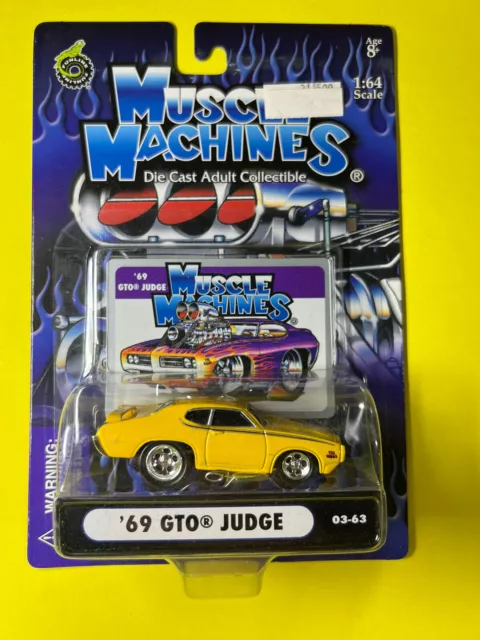 FUNLINE
Age
8+
1:64
Scale
MUSCLE
MACHINES®
Die Cast Adult Collectible
'69
GTO® JUDGE
MUSCLE
MACHINES®
WARNING:
'69 GTO® JUDGE
03-63